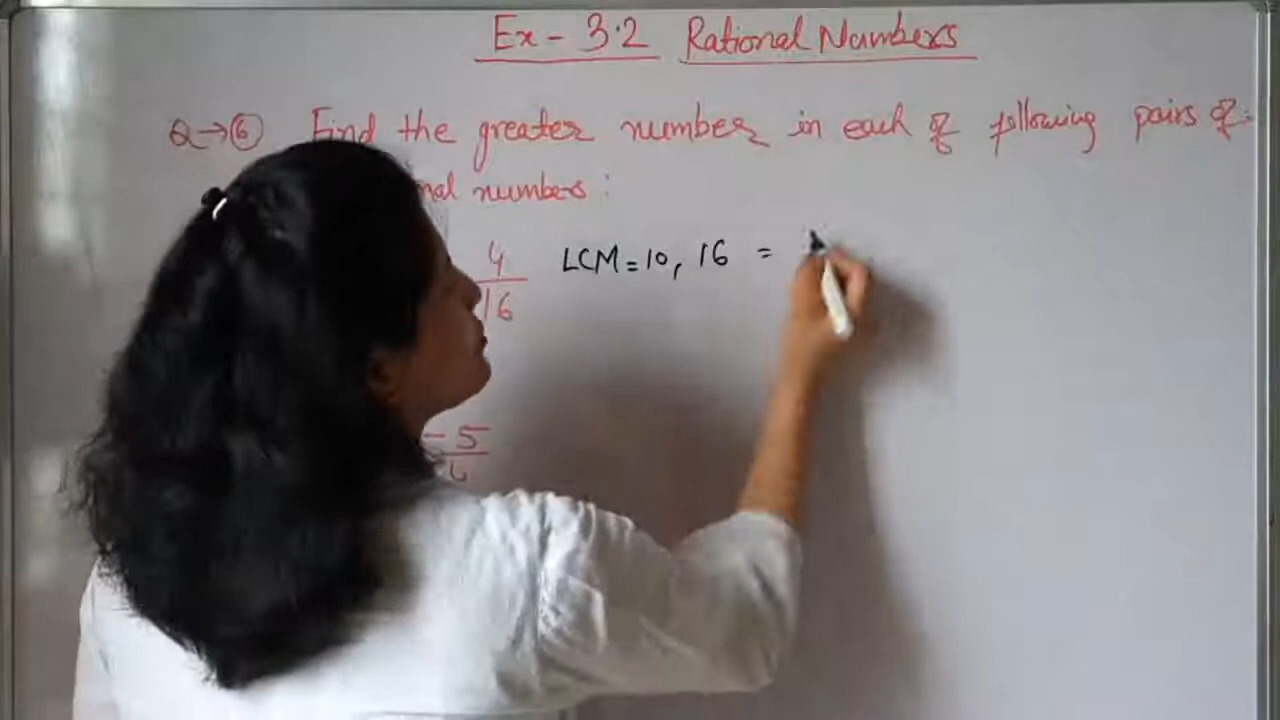 Ex - 3.2 Rational Numbers
Q→⑥ Find the greater number in each of following pairs of
nal numbers :
4/16 LCM = 10, 16 =
-5